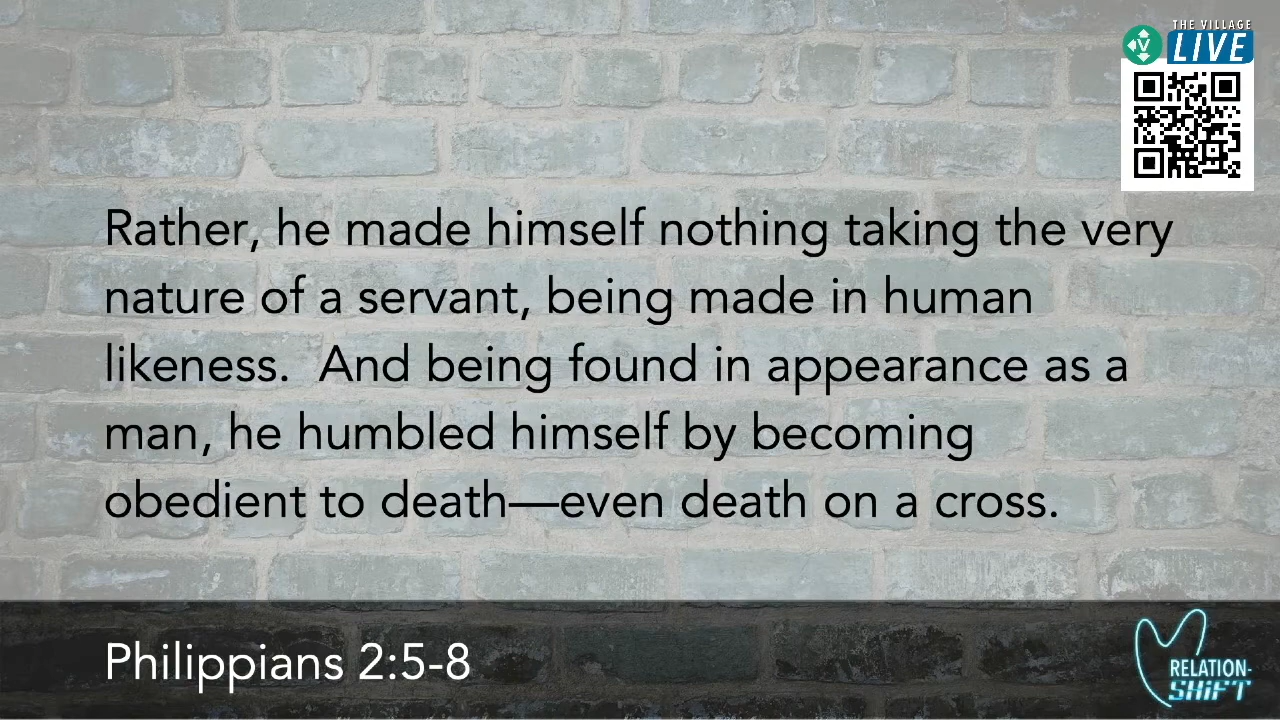 THE VILLAGE
V LIVE
Rather, he made himself nothing taking the very
nature of a servant, being made in human
likeness.  And being found in appearance as a
man, he humbled himself by becoming
obedient to death—even death on a cross.
Philippians 2:5-8
RELATION-
SHIFT